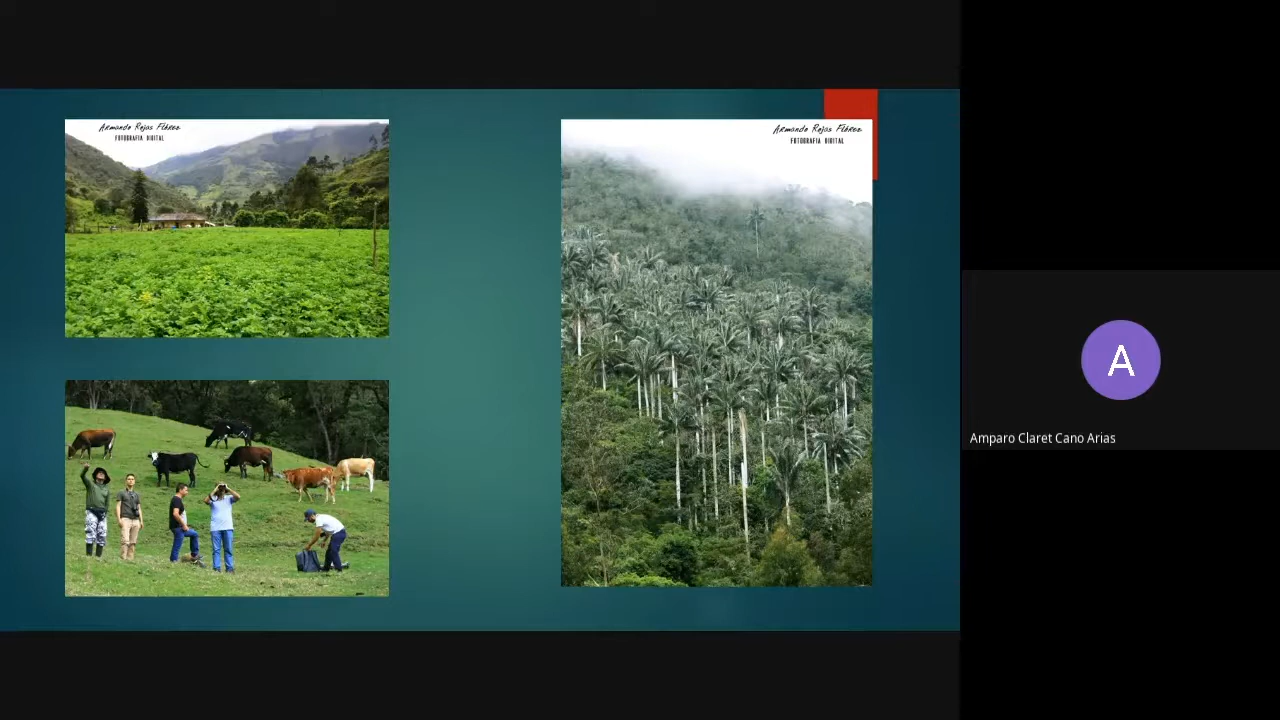 Armando Rojas Flórez
FOTOGRAFIA DIGITAL
Armando Rojas Flórez
FOTOGRAFIA DIGITAL
A
Amparo Claret Cano Arias